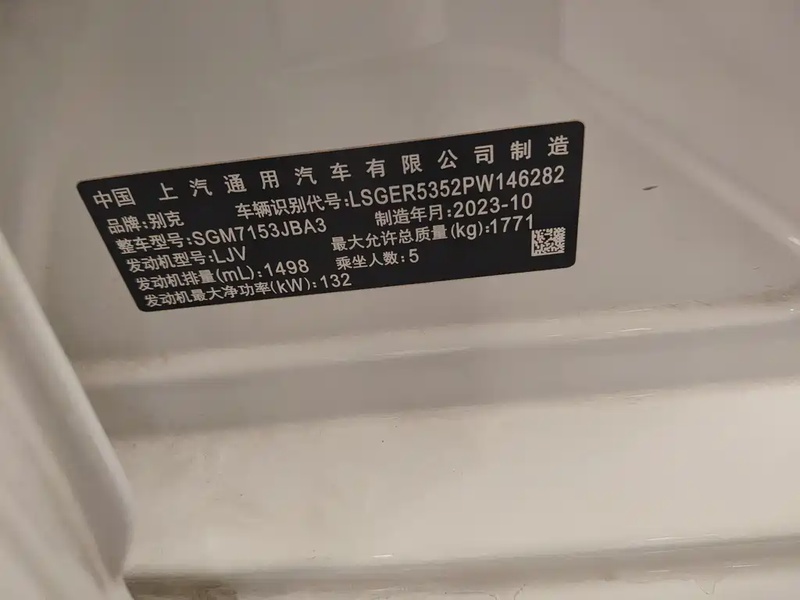 中国 上汽通用汽车有限公司制造
品牌:别克 车辆识别代号:LSGER5352PW146282
整车型号:SGM7153JBA3 制造年月:2023-10
发动机型号:LJV 最大允许总质量(kg):1771
发动机排量(mL):1498 乘坐人数:5
发动机最大净功率(kW):132